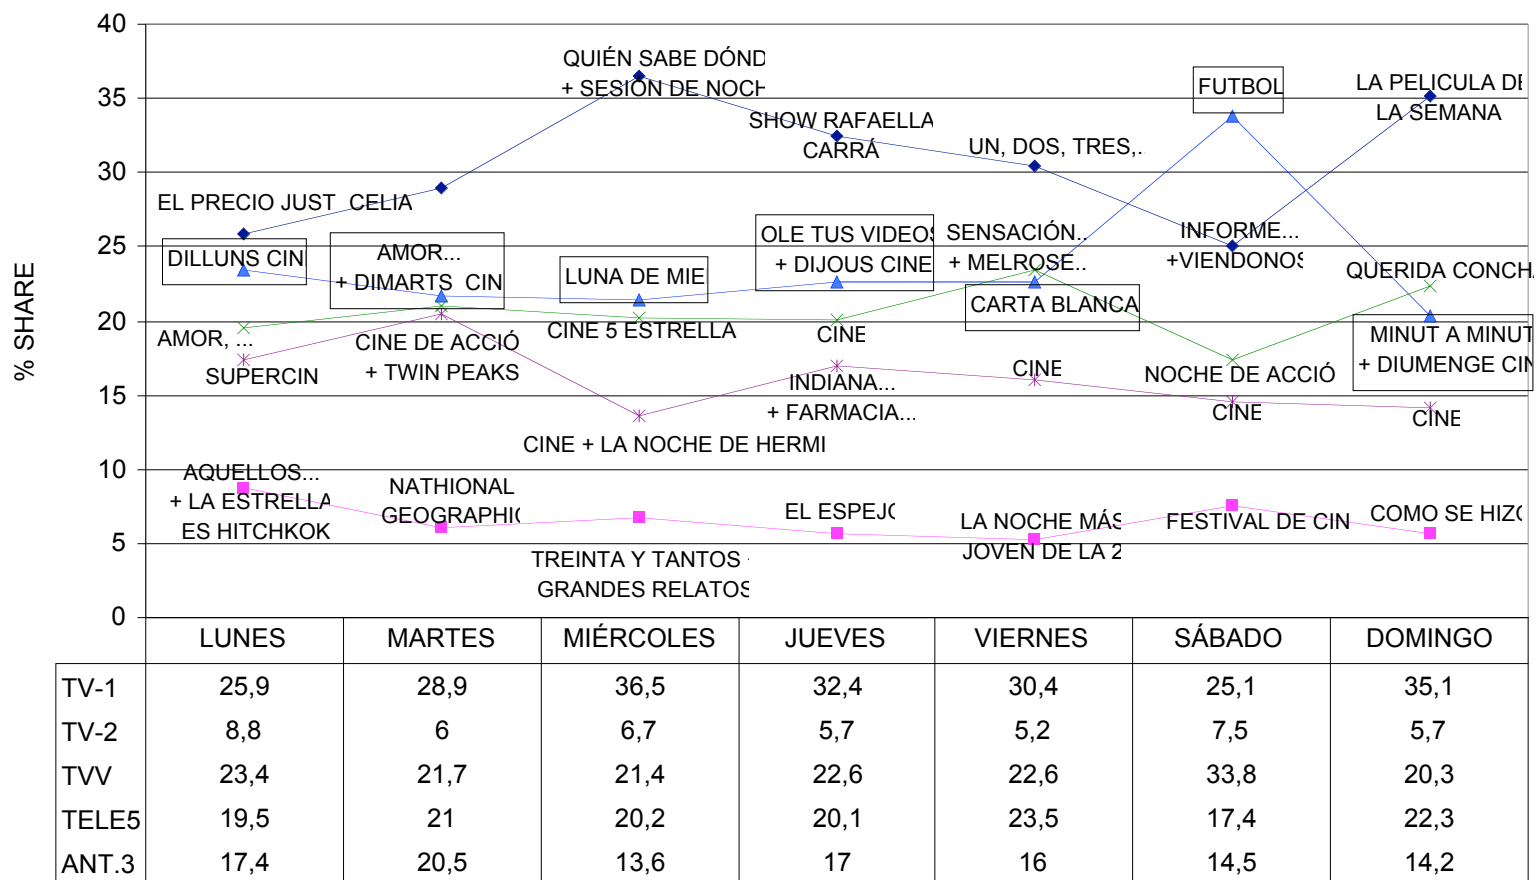 % SHARE
40
35
30
25
20
15
10
5
0
QUIÉN SABE DÓND
+ SESIÓN DE NOCH
FUTBOL
LA PELICULA DE
LA SEMANA
SHOW RAFAELLA
CARRÁ
UN, DOS, TRES,..
EL PRECIO JUST CELIA
DILLUNS CIN
AMOR...
+ DIMARTS CIN
LUNA DE MIE
OLE TUS VIDEOS
+ DIJOUS CINE
SENSACIÓN..
+ MELROSE..
CARTA BLANCA
INFORME...
+VIENDONOS
QUERIDA CONCHA
AMOR, ...
SUPERCIN
CINE DE ACCIÓ
+ TWIN PEAKS
CINE 5 ESTRELLA
CINE
CINE
NOCHE DE ACCIÓ
MINUT A MINUT
+ DIUMENGE CIN
INDIANA...
+ FARMACIA...
CINE
CINE
CINE + LA NOCHE DE HERMI
AQUELLOS...
+ LA ESTRELLA
ES HITCHKOK
NATHIONAL
GEOGRAPHIC
EL ESPEJO
LA NOCHE MÁS
JOVEN DE LA 2
FESTIVAL DE CIN
COMO SE HIZO
TREINTA Y TANTOS +
GRANDES RELATOS
LUNES MARTES MIÉRCOLES JUEVES VIERNES SÁBADO DOMINGO
TV-1 25,9 28,9 36,5 32,4 30,4 25,1 35,1
TV-2 8,8 6 6,7 5,7 5,2 7,5 5,7
TVV 23,4 21,7 21,4 22,6 22,6 33,8 20,3
TELE5 19,5 21 20,2 20,1 23,5 17,4 22,3
ANT.3 17,4 20,5 13,6 17 16 14,5 14,2